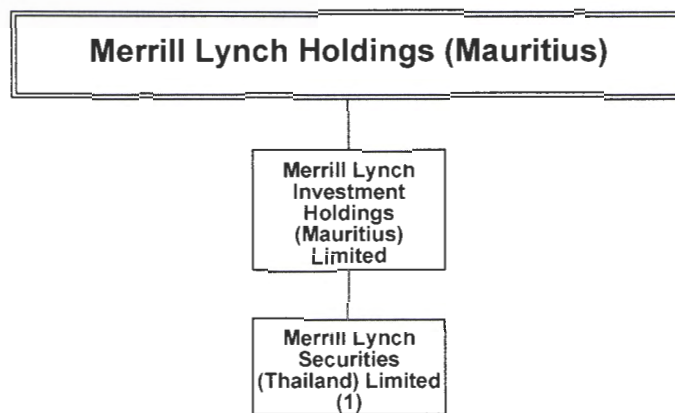 Merrill Lynch Holdings (Mauritius)
Merrill Lynch
Investment
Holdings
(Mauritius)
Limited
Merrill Lynch
Securities
(Thailand) Limited
(1)